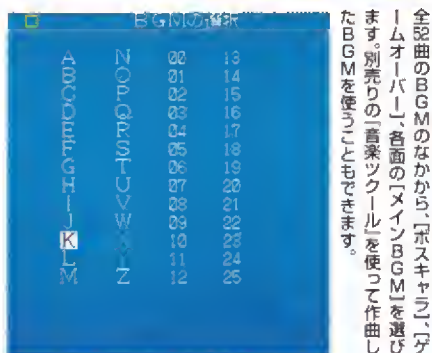 BGMの選択
A N 00 13
B O 01 14
C P 02 15
D Q 03 16
E R 04 17
F S 05 18
G T 06 19
H U 07 20
I V 08 21
J W 09 22
K X 10 23
L Y 11 24
M Z 12 25
全52曲のBGMのなかから、[ボスキャラ]、[ゲ
ームオーバー]、各面の[メインBGM]を選び
ます。別売りの「音楽ツクール」を使って作曲し
たBGMを使うこともできます。